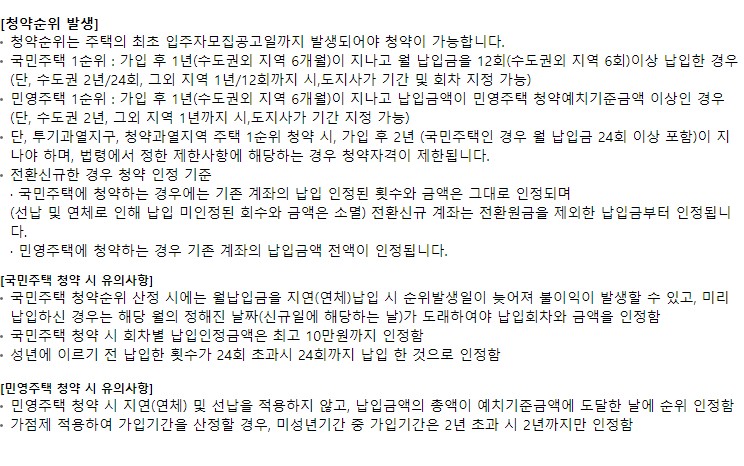 [청약순위 발생]
• 청약순위는 주택의 최초 입주자모집공고일까지 발생되어야 청약이 가능합니다.
• 국민주택 1순위 : 가입 후 1년(수도권외 지역 6개월)이 지나고 월 납입금을 12회(수도권외 지역 6회)이상 납입한 경우
(단, 수도권 2년/24회, 그외 지역 1년/12회까지 시,도지사가 기간 및 회차 지정 가능)
• 민영주택 1순위 : 가입 후 1년(수도권외 지역 6개월)이 지나고 납입금액이 민영주택 청약예치기준금액 이상인 경우
(단, 수도권 2년, 그외 지역 1년까지 시,도지사가 기간 지정 가능)
• 단, 투기과열지구, 청약과열지역 주택 1순위 청약 시, 가입 후 2년 (국민주택인 경우 월 납입금 24회 이상 포함)이 지
나야 하며, 법령에서 정한 제한사항에 해당하는 경우 청약자격이 제한됩니다.
• 전환신규한 경우 청약 인정 기준
· 국민주택에 청약하는 경우에는 기존 계좌의 납입 인정된 횟수와 금액은 그대로 인정되며
(선납 및 연체로 인해 납입 미인정된 회수와 금액은 소멸) 전환신규 계좌는 전환원금을 제외한 납입금부터 인정됩니
다.
· 민영주택에 청약하는 경우 기존 계좌의 납입금액 전액이 인정됩니다.
[국민주택 청약 시 유의사항]
• 국민주택 청약순위 산정 시에는 월납입금을 지연(연체)납입 시 순위발생일이 늦어져 불이익이 발생할 수 있고, 미리
납입하신 경우는 해당 월의 정해진 날짜(신규일에 해당하는 날)가 도래하여야 납입회차와 금액을 인정함
• 국민주택 청약 시 회차별 납입인정금액은 최고 10만원까지 인정함
• 성년에 이르기 전 납입한 횟수가 24회 초과시 24회까지 납입 한 것으로 인정함
[민영주택 청약 시 유의사항]
• 민영주택 청약 시 지연(연체) 및 선납을 적용하지 않고, 납입금액의 총액이 예치기준금액에 도달한 날에 순위 인정함
• 가점제 적용하여 가입기간을 산정할 경우, 미성년기간 중 가입기간은 2년 초과 시 2년까지만 인정함